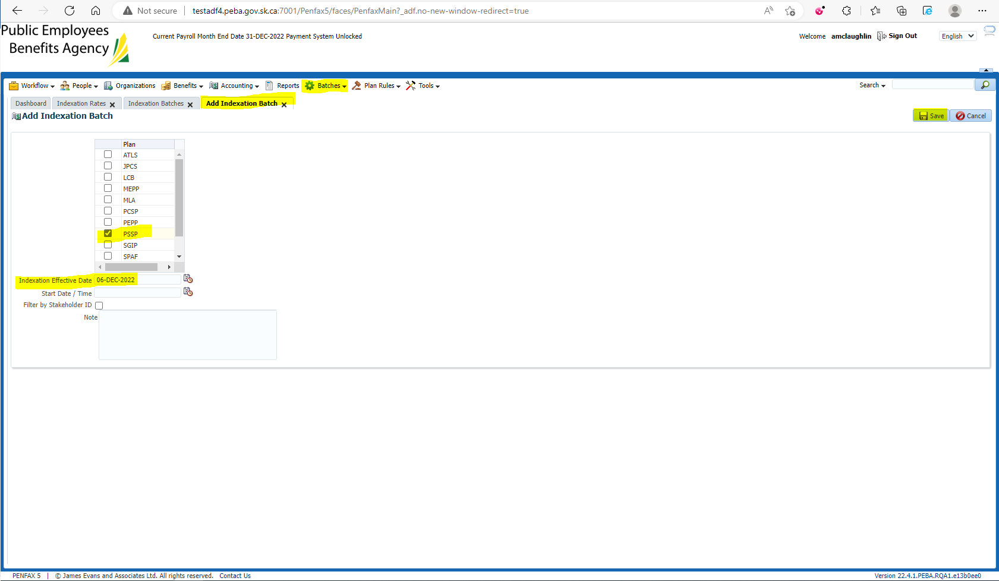 Not secure | testadf4.peba.gov.sk.ca:7001/Penfax5/faces/PenfaxMain?_adf.no-new-window-redirect=true
Public Employees
Benefits Agency
Current Payroll Month End Date 31-DEC-2022 Payment System Unlocked
Welcome amclaughlin Sign Out English
Workflow People Organizations Benefits Accounting Reports Batches Plan Rules Tools Search
Dashboard Indexation Rates Indexation Batches Add Indexation Batch
Add Indexation Batch Save Cancel
Plan
ATLS
JPCS
LCB
MEPP
MLA
PCSP
PEPP
PSSP
SGIP
SPAF
Indexation Effective Date 06-DEC-2022
Start Date / Time
Filter by Stakeholder ID
Note
PENFAX 5 | © James Evans and Associates Ltd. All rights reserved. Contact Us Version 22.4.1.PEBA.RQA1.e13b0ee0